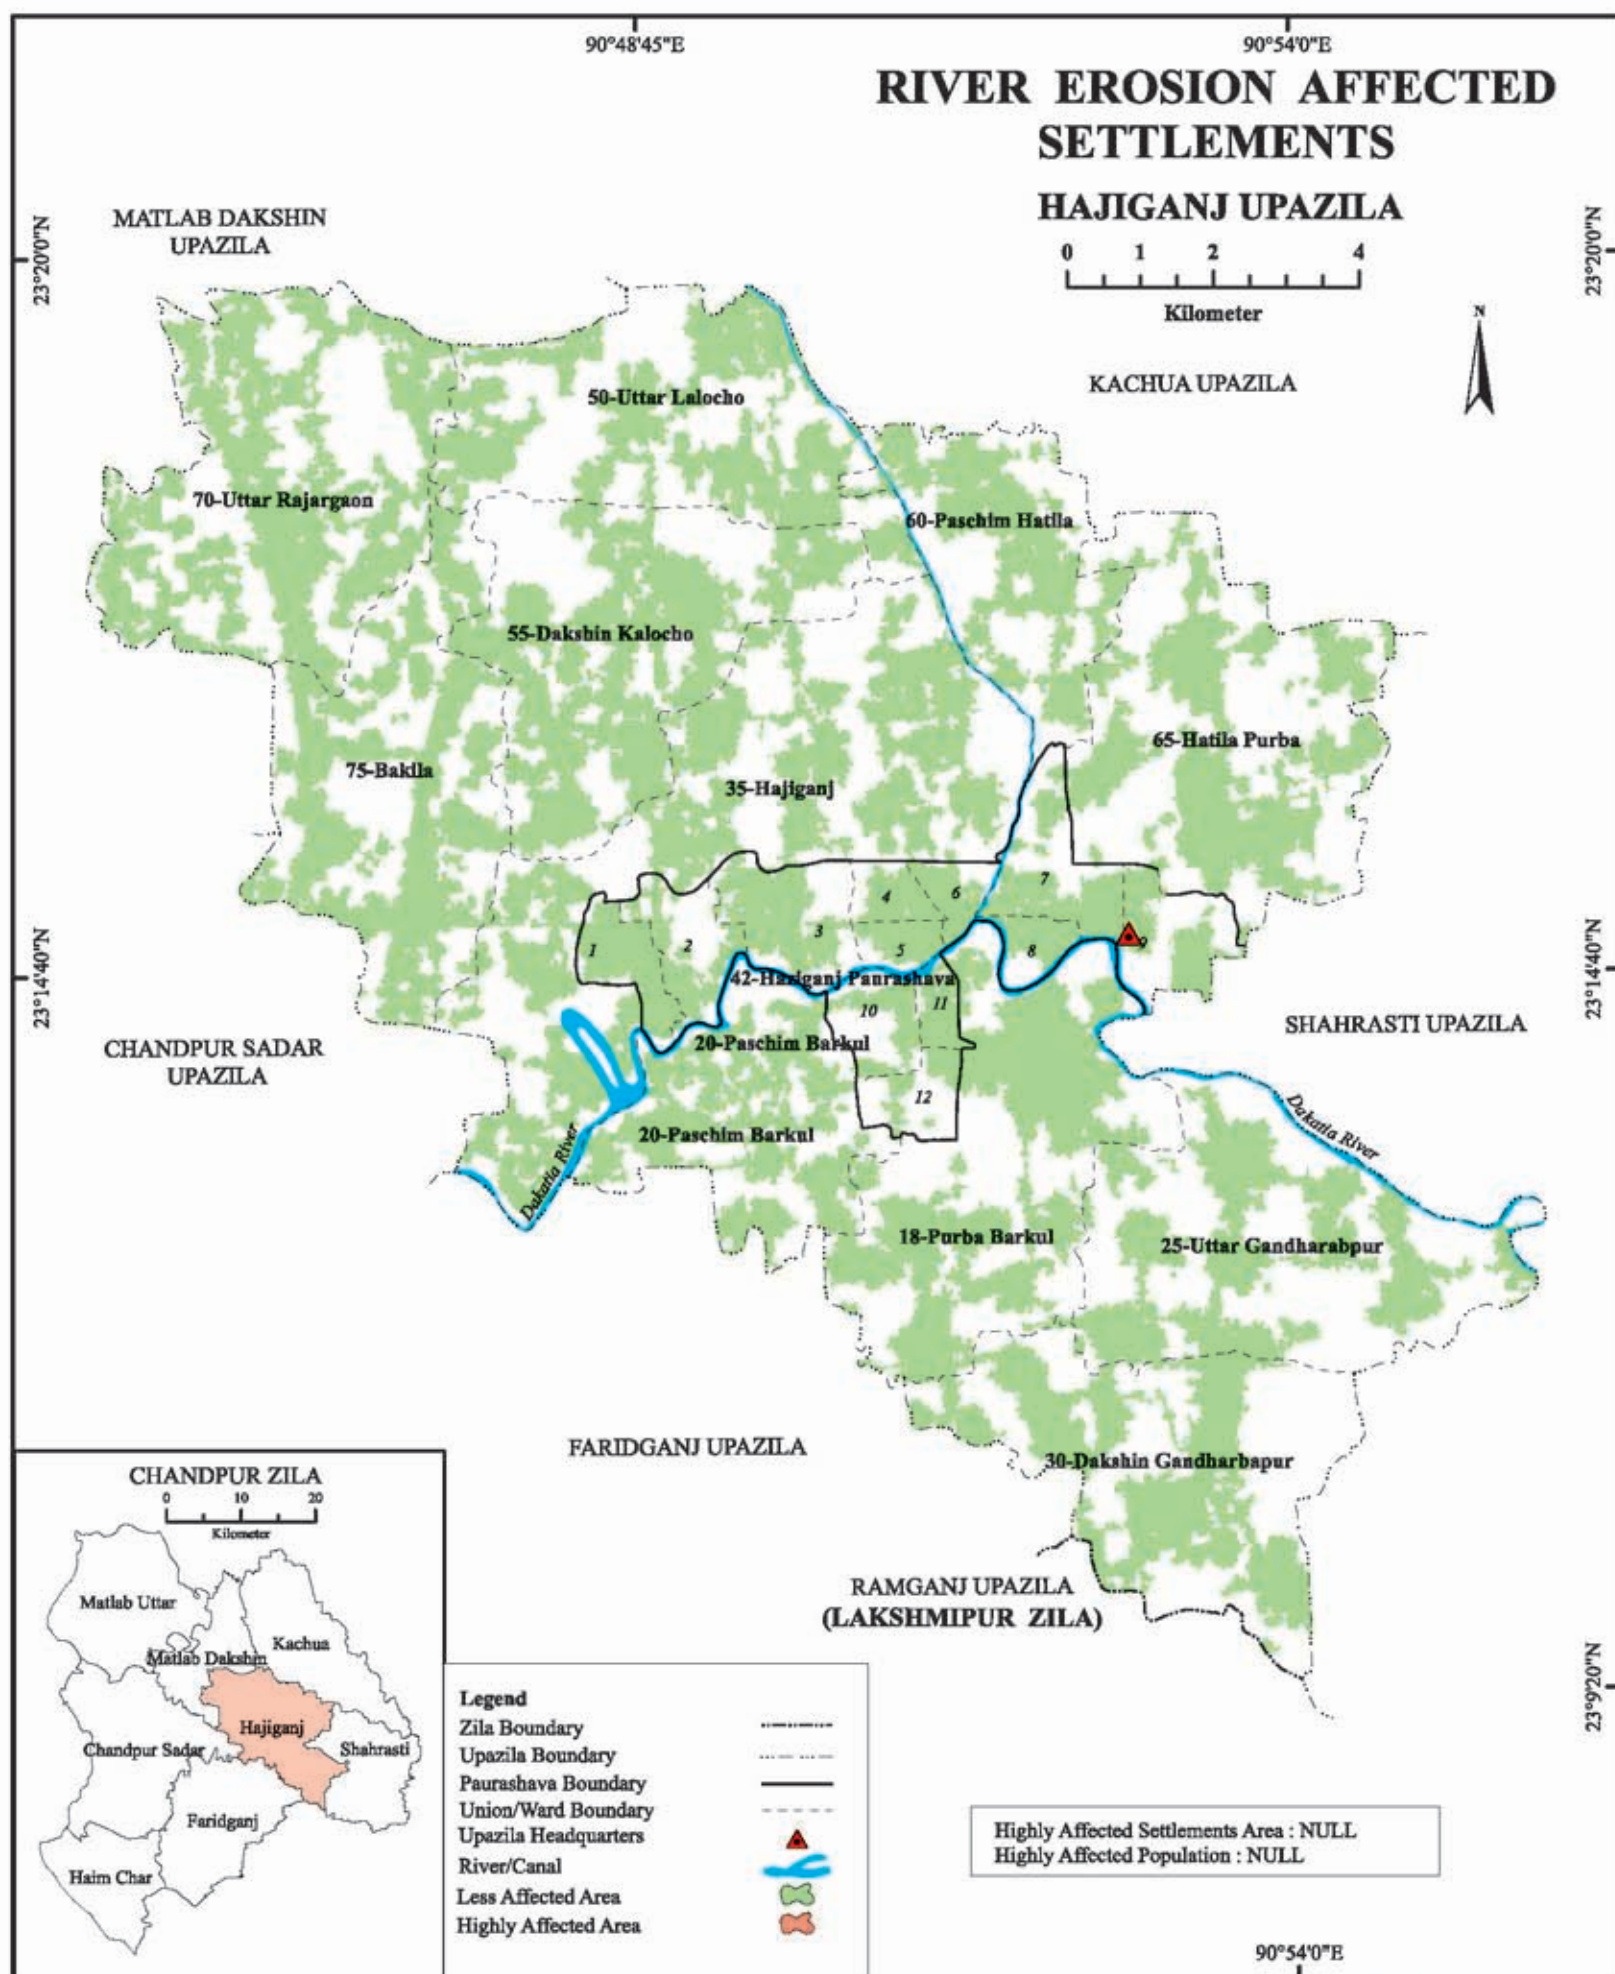 90°48'45"E
90°54'0"E
RIVER EROSION AFFECTED
SETTLEMENTS
HAJIGANJ UPAZILA
0 1 2 4
Kilometer
N
MATLAB DAKSHIN
UPAZILA
23°20'0"N
23°20'0"N
KACHUA UPAZILA
50-Uttar Lalocho
70-Uttar Rajargaon
60-Paschim Hatila
55-Dakshin Kalocho
65-Hatila Purba
75-Bakila
35-Hajiganj
4
6
7
1
2
3
5
8
9
42-Haziganj Paurashava
10
11
12
23°14'40"N
23°14'40"N
SHAHRASTI UPAZILA
CHANDPUR SADAR
UPAZILA
20-Paschim Barkul
20-Paschim Barkul
Dakatia River
Dakatia River
18-Purba Barkul
25-Uttar Gandharabpur
FARIDGANJ UPAZILA
30-Dakshin Gandharbapur
RAMGANJ UPAZILA
(LAKSHMIPUR ZILA)
23°9'20"N
CHANDPUR ZILA
0 10 20
Kilometer
Matlab Uttar
Kachua
Matlab Dakshin
Hajiganj
Chandpur Sadar
Shahrasti
Faridganj
Haim Char
Legend
Zila Boundary
Upazila Boundary
Paurashava Boundary
Union/Ward Boundary
Upazila Headquarters
River/Canal
Less Affected Area
Highly Affected Area
Highly Affected Settlements Area : NULL
Highly Affected Population : NULL
90°54'0"E